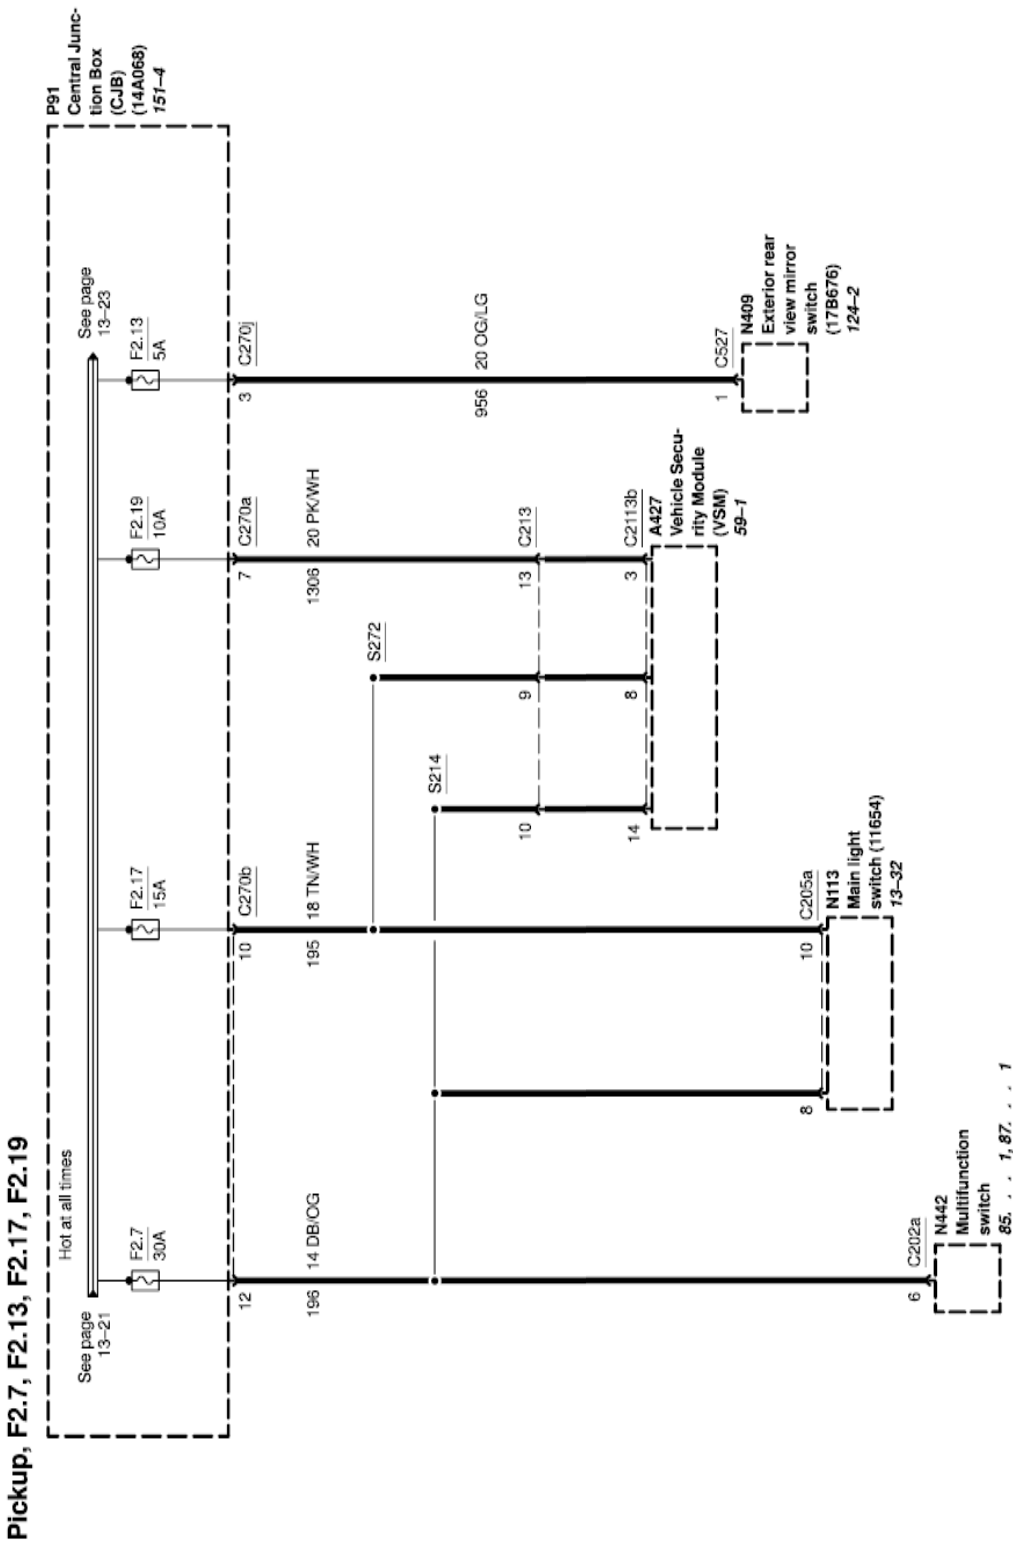 Pickup, F2.7, F2.13, F2.17, F2.19
P91
Central Junc-
tion Box
(CJB)
(14A068)
151–4
Hot at all times
See page
13–21
See page
13–23
F2.7
30A
F2.17
15A
F2.19
10A
F2.13
5A
12
10
C270b
7
C270a
3
C270j
196
14 DB/OG
195
18 TN/WH
1306
20 PK/WH
956
20 OG/LG
S272
S214
10
9
13
C213
14
8
3
C2113b
A427
Vehicle Secu-
rity Module
(VSM)
59–1
1
C527
N409
Exterior rear
view mirror
switch
(17B676)
124–2
8
10
C205a
N113
Main light
switch (11654)
13–32
6
C202a
N442
Multifunction
switch
85. , , 1,87. , , 1